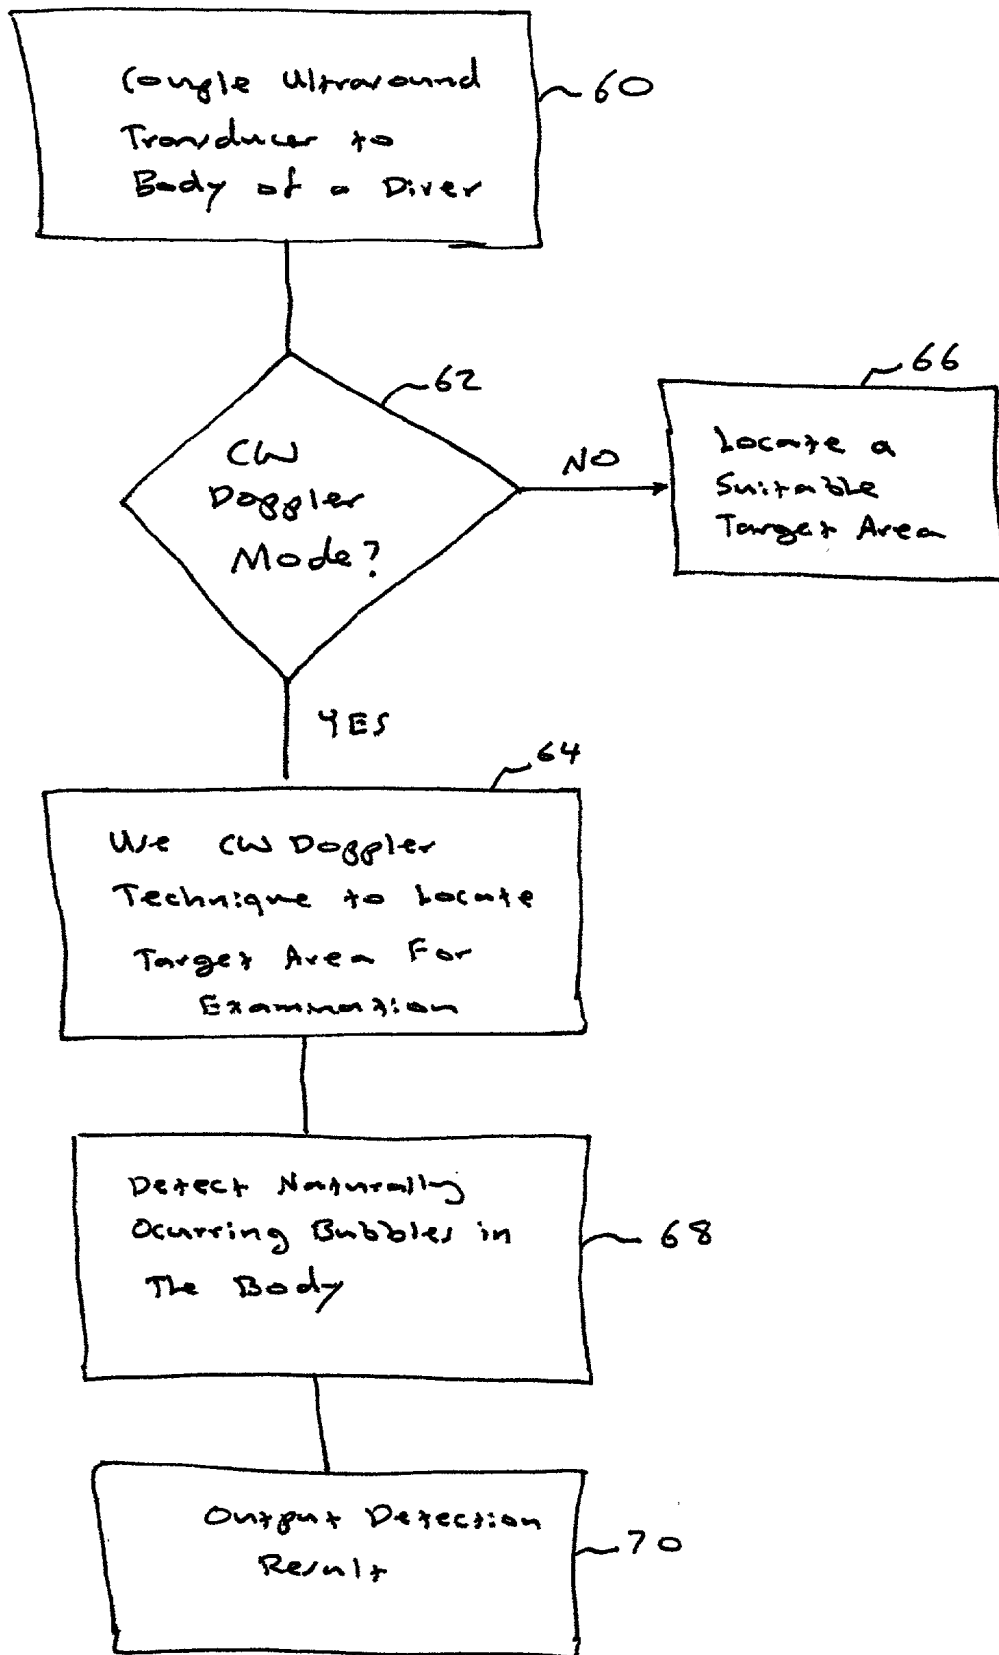 Couple Ultrasound
Transducer to
Body of a Diver
60
62
CW
Doppler
Mode?
NO
66
Locate a
Suitable
Target Area
YES
64
Use CW Doppler
Technique to Locate
Target Area For
Examination
Detect Naturally
Ocurring Bubbles in
The Body
68
Output Detection
Result
70